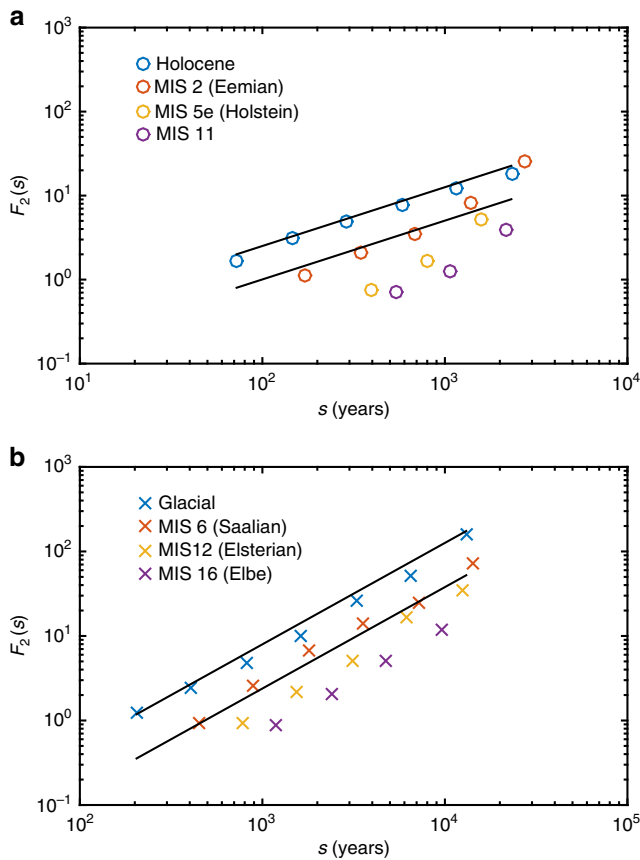 a
10³
Holocene
MIS 2 (Eemian)
MIS 5e (Holstein)
MIS 11
10²
F₂(s)
10¹
10⁰
10⁻¹
10¹ 10² 10³ 10⁴
s (years)
b
10³
Glacial
MIS 6 (Saalian)
MIS12 (Elsterian)
MIS 16 (Elbe)
10²
F₂(s)
10¹
10⁰
10⁻¹
10² 10³ 10⁴ 10⁵
s (years)